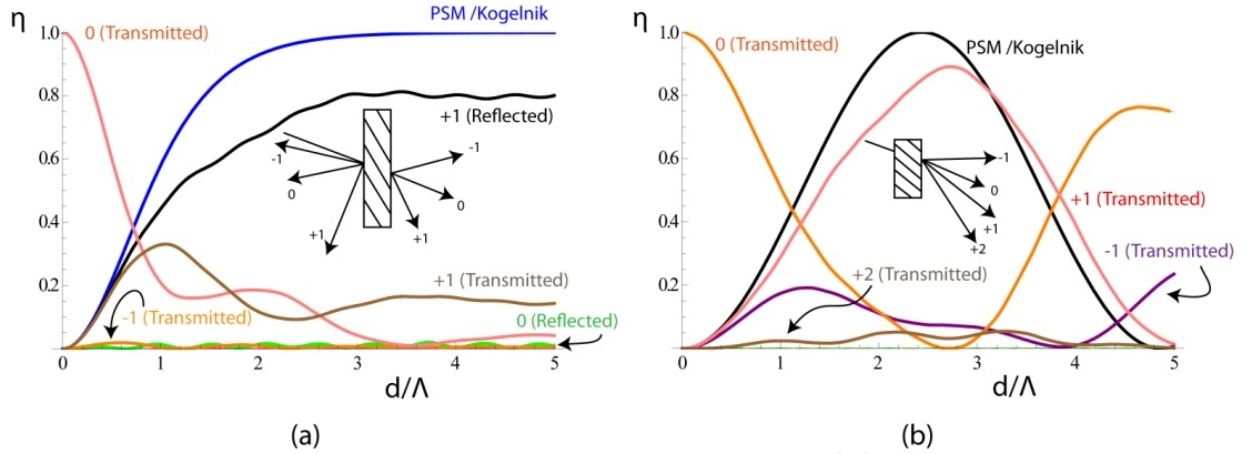 η
PSM /Kogelnik
1.0
0 (Transmitted)
0.8
+1 (Reflected)
0.6
-1
-1
0
0
0.4
+1
+1
+1 (Transmitted)
0.2
-1 (Transmitted)
0 (Reflected)
0
1
2
3
4
5
d/Λ
(a)
η
1.0
0 (Transmitted)
PSM /Kogelnik
0.8
0.6
-1
0
0.4
+1
+2
+1 (Transmitted)
-1 (Transmitted)
+2 (Transmitted)
0.2
0
1
2
3
4
5
d/Λ
(b)